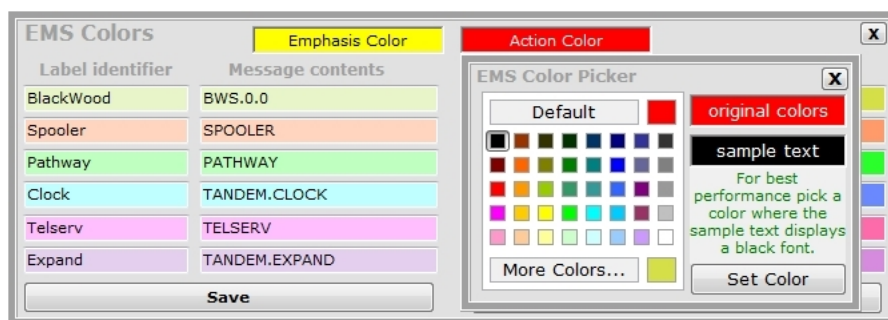 EMS Colors
Emphasis Color
Action Color
X
Label identifier
Message contents
BlackWood
BWS.0.0
Spooler
SPOOLER
Pathway
PATHWAY
Clock
TANDEM.CLOCK
Telserv
TELSERV
Expand
TANDEM.EXPAND
Save
EMS Color Picker
X
Default
original colors
sample text
For best
performance pick a
color where the
sample text displays
a black font.
More Colors...
Set Color